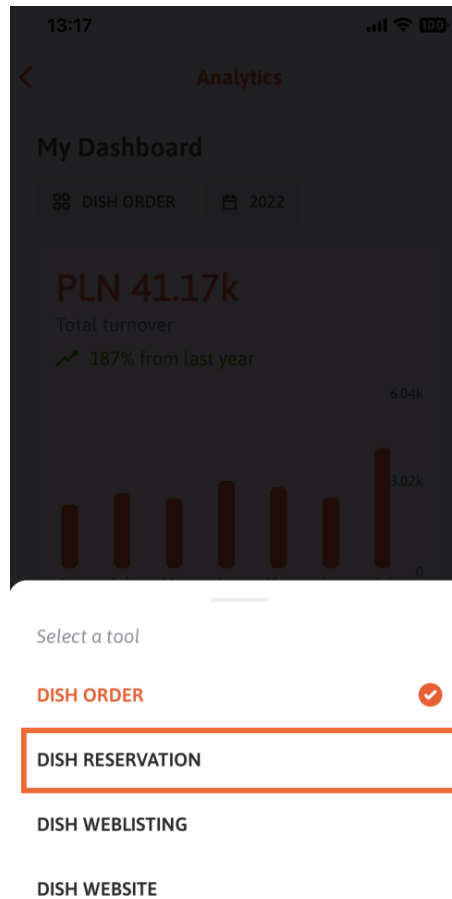 13:17
100
Analytics
My Dashboard
DISH ORDER
2022
PLN 41.17k
Total turnover
187% from last year
6.04k
3.02k
0
Select a tool
DISH ORDER
DISH RESERVATION
DISH WEBLISTING
DISH WEBSITE